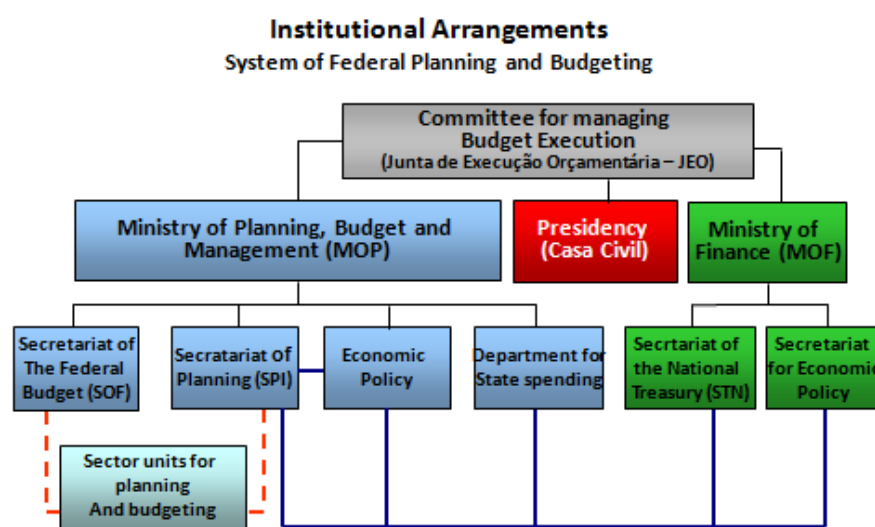 Institutional Arrangements
System of Federal Planning and Budgeting
Committee for managing
Budget Execution
(Junta de Execução Orçamentária – JEO)
Ministry of Planning, Budget and
Management (MOP)
Presidency
(Casa Civil)
Ministry of
Finance (MOF)
Secretariat of
The Federal
Budget (SOF)
Secratariat of
Planning (SPI)
Economic
Policy
Department for
State spending
Secrtariat of
the National
Treasury (STN)
Secretariat
for Economic
Policy
Sector units for
planning
And budgeting